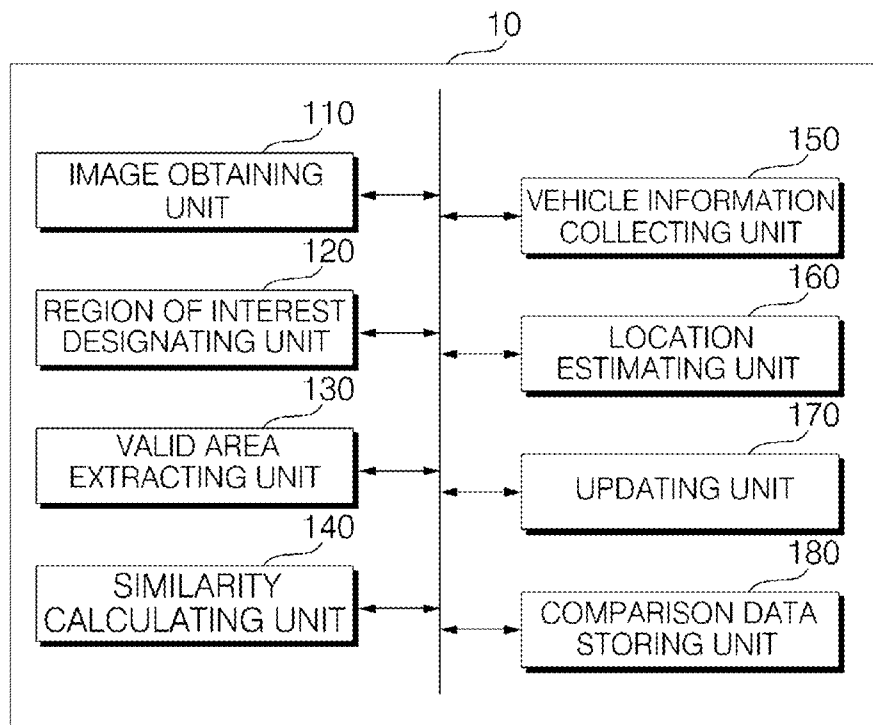 10
110
IMAGE OBTAINING
UNIT
120
REGION OF INTEREST
DESIGNATING UNIT
130
VALID AREA
EXTRACTING UNIT
140
SIMILARITY
CALCULATING UNIT
150
VEHICLE INFORMATION
COLLECTING UNIT
160
LOCATION
ESTIMATING UNIT
170
UPDATING UNIT
180
COMPARISON DATA
STORING UNIT